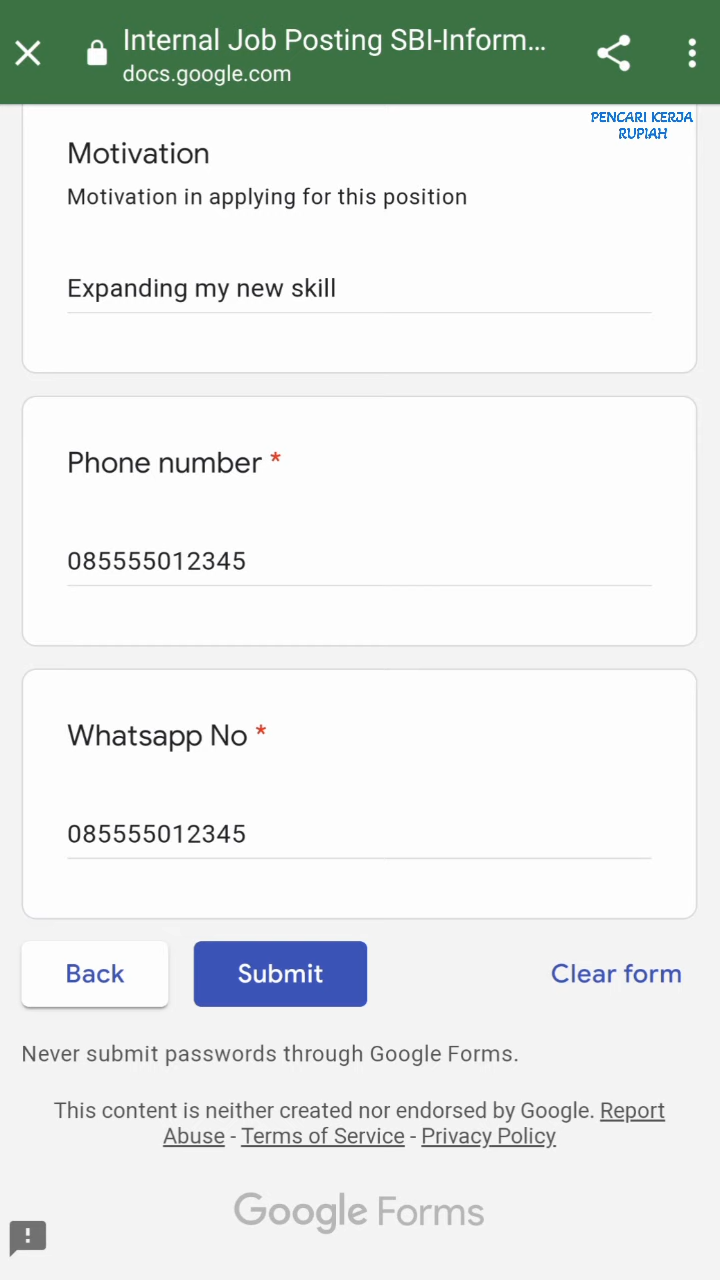 Internal Job Posting SBI-Inform...
docs.google.com
PENCARI KERJA
RUPIAH
Motivation
Motivation in applying for this position
Expanding my new skill
Phone number *
085555012345
Whatsapp No *
085555012345
Back
Submit
Clear form
Never submit passwords through Google Forms.
This content is neither created nor endorsed by Google. Report
Abuse - Terms of Service - Privacy Policy
Google Forms